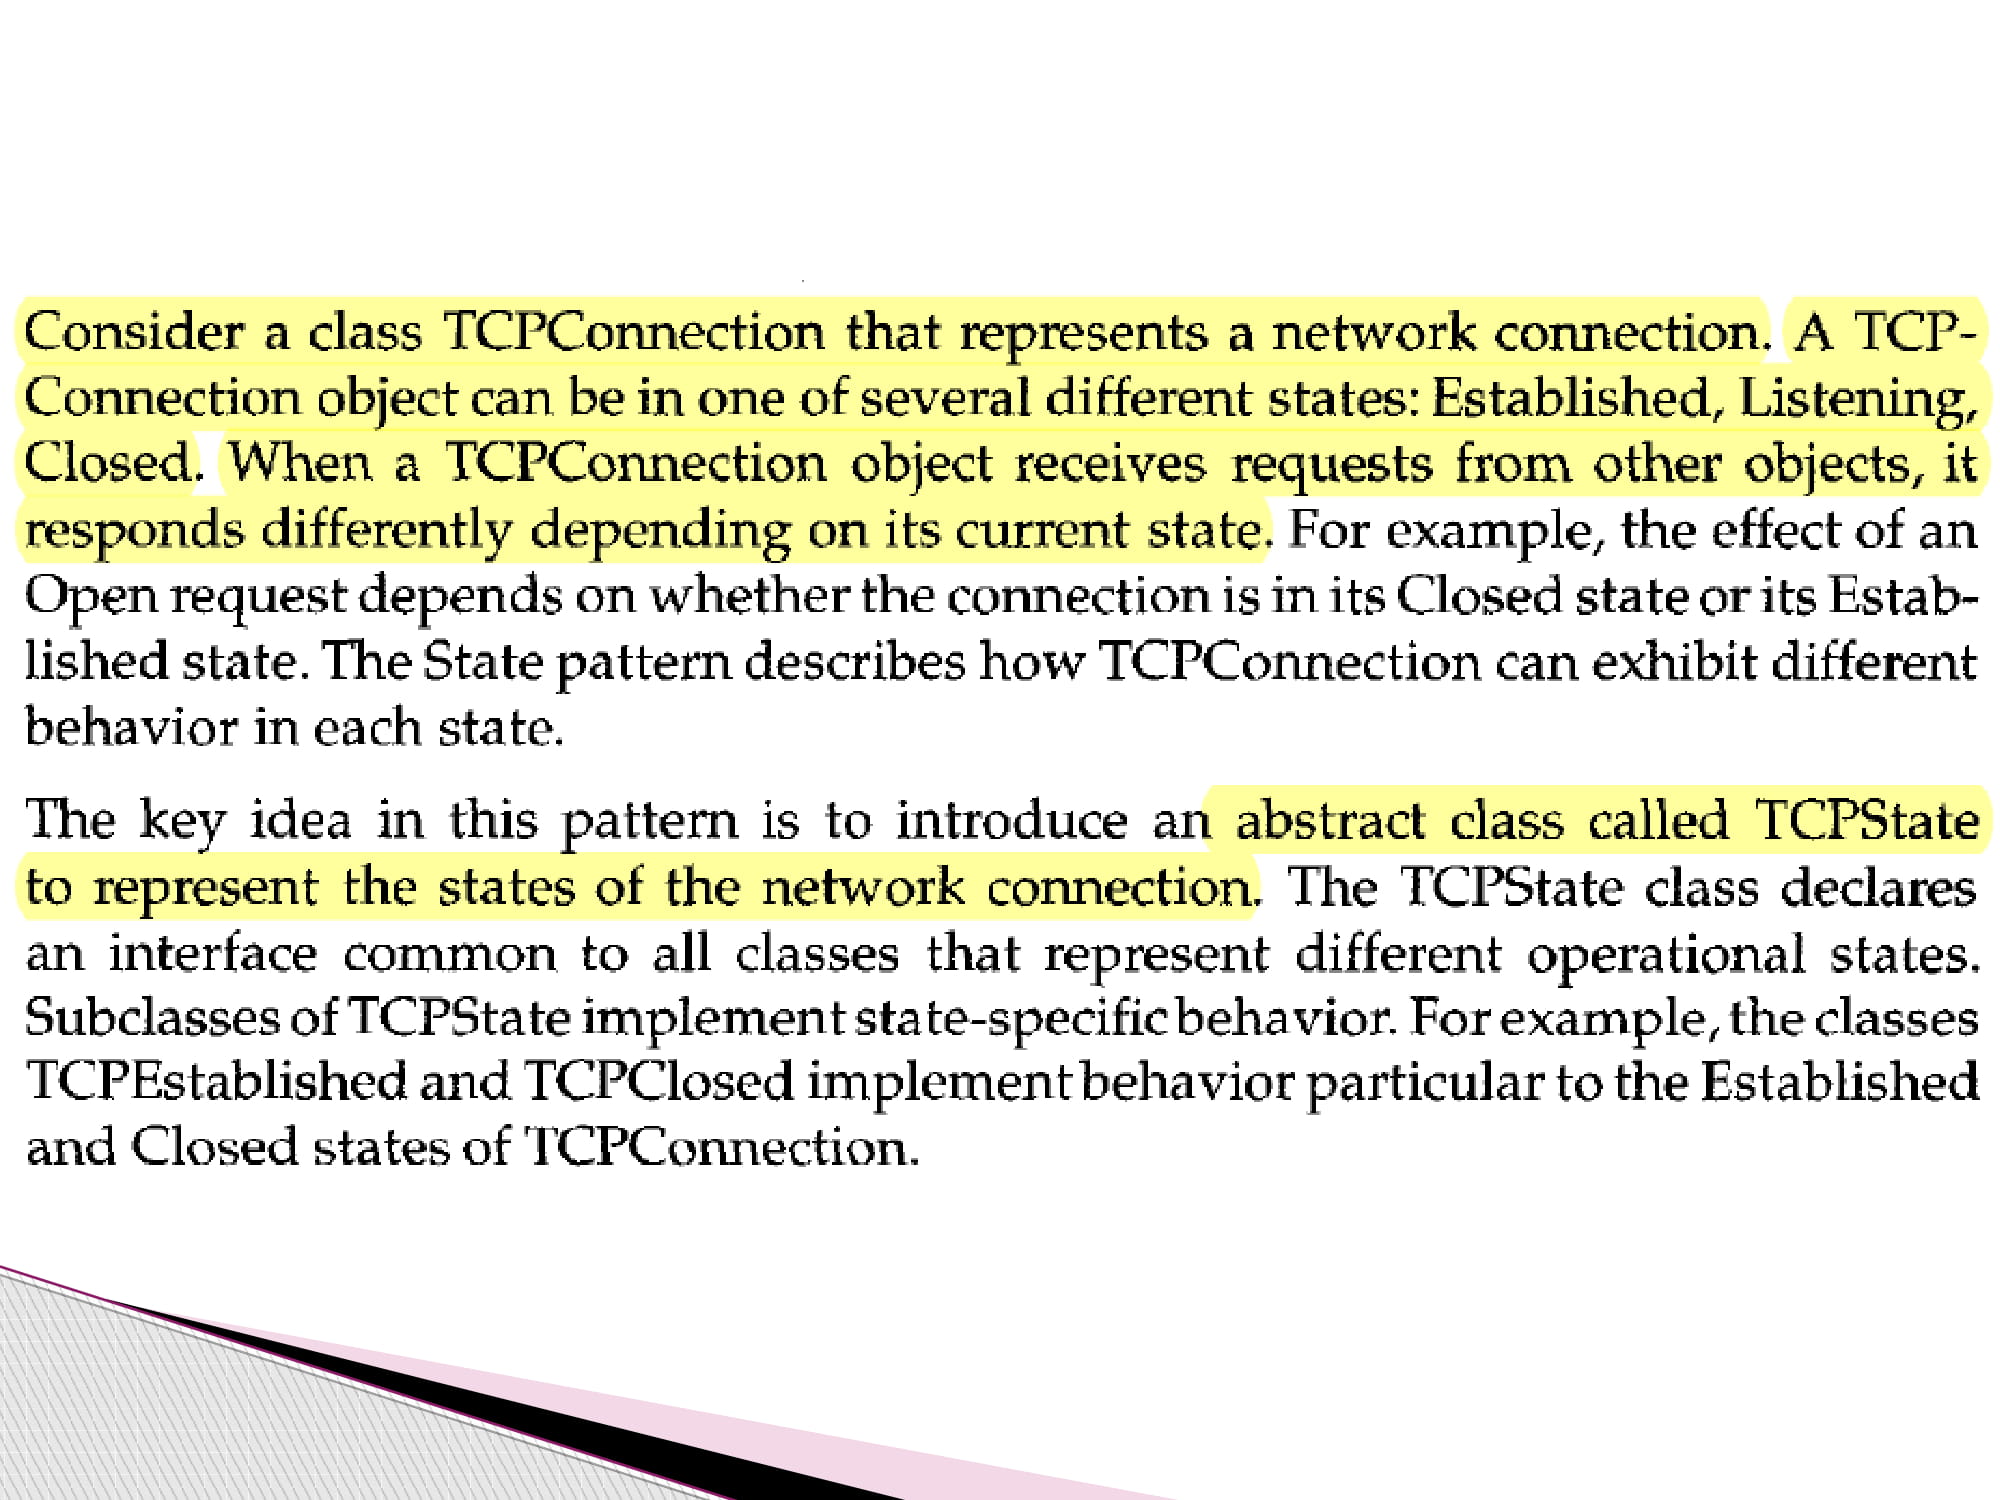 Consider a class TCPConnection that represents a network connection. A TCP-
Connection object can be in one of several different states: Established, Listening,
Closed. When a TCPConnection object receives requests from other objects, it
responds differently depending on its current state. For example, the effect of an
Open request depends on whether the connection is in its Closed state or its Estab-
lished state. The State pattern describes how TCPConnection can exhibit different
behavior in each state.
The key idea in this pattern is to introduce an abstract class called TCPState
to represent the states of the network connection. The TCPState class declares
an interface common to all classes that represent different operational states.
Subclasses of TCPState implement state-specific behavior. For example, the classes
TCPEstablished and TCPClosed implement behavior particular to the Established
and Closed states of TCPConnection.